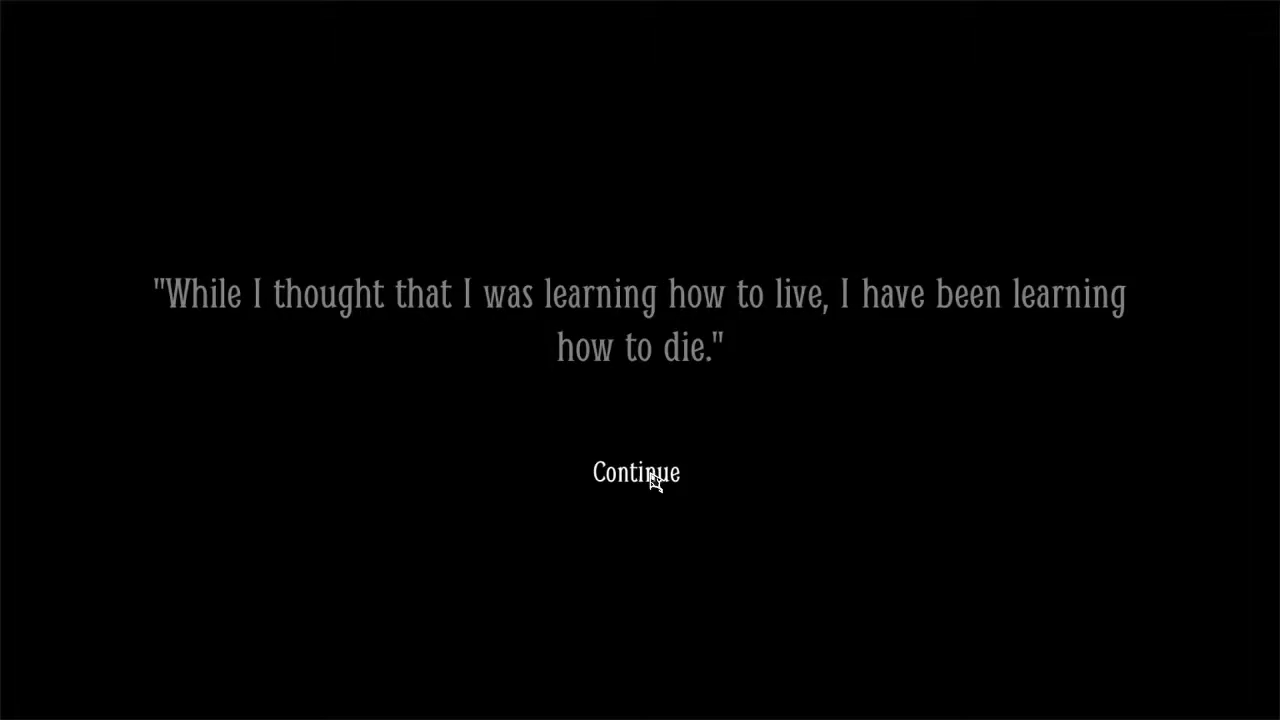 "While I thought that I was learning how to live, I have been learning
how to die."
Continue